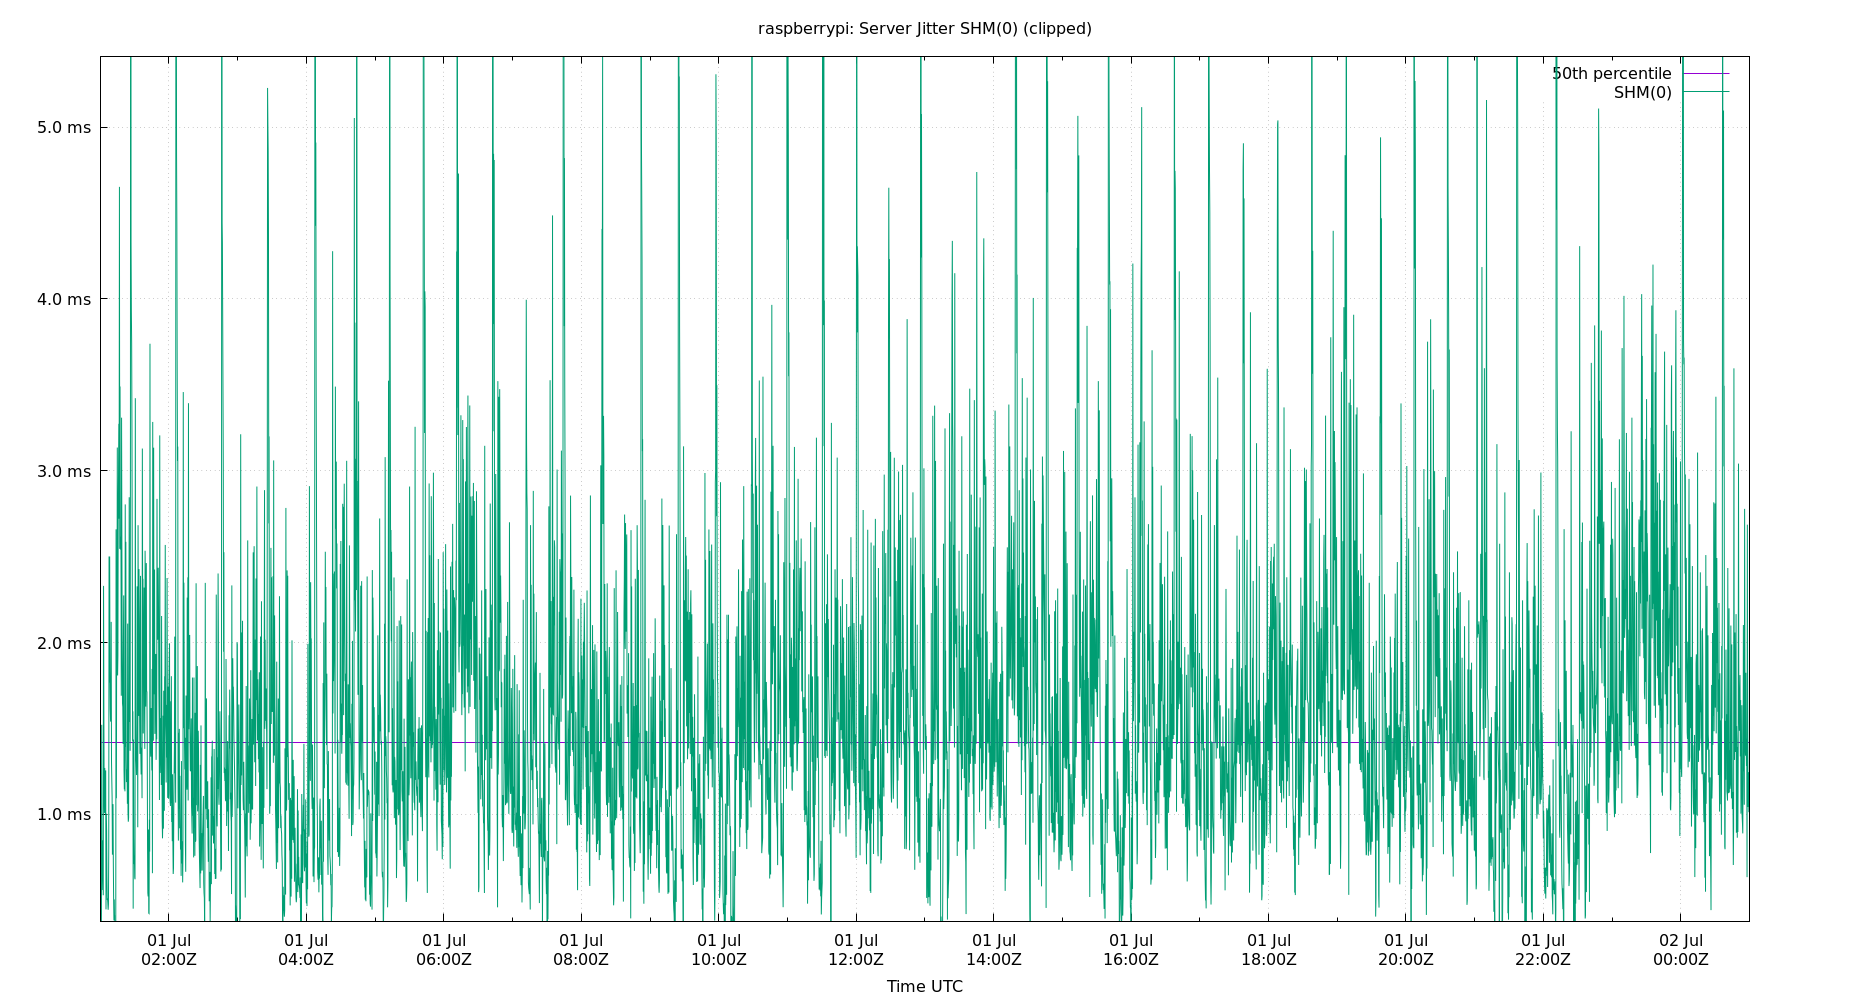 raspberrypi: Server Jitter SHM(0) (clipped)
50th percentile
SHM(0)
5.0 ms
4.0 ms
3.0 ms
2.0 ms
1.0 ms
01 Jul 01 Jul 01 Jul 01 Jul 01 Jul 01 Jul 01 Jul 01 Jul 01 Jul 01 Jul 01 Jul 02 Jul
02:00Z 04:00Z 06:00Z 08:00Z 10:00Z 12:00Z 14:00Z 16:00Z 18:00Z 20:00Z 22:00Z 00:00Z
Time UTC